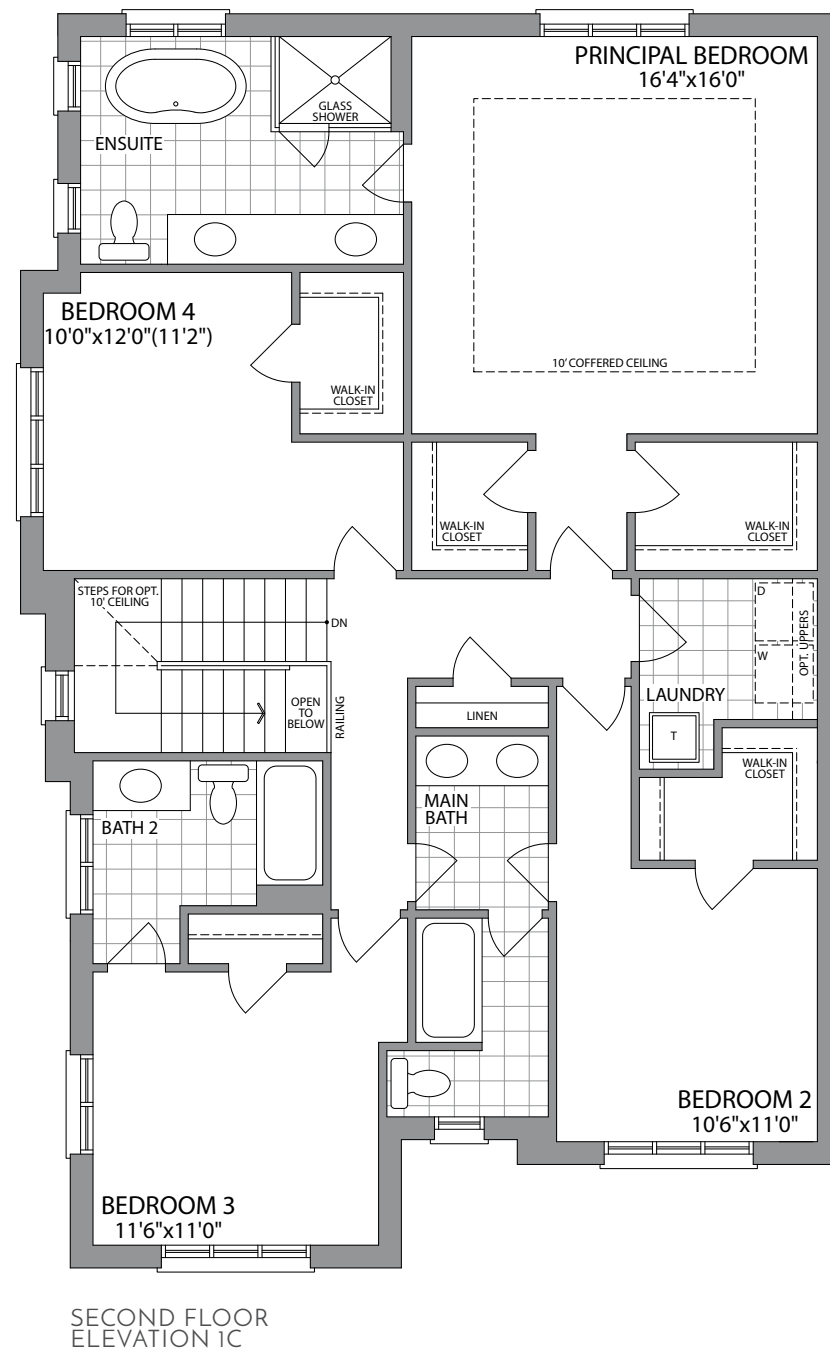 PRINCIPAL BEDROOM
16'4"x16'0"
GLASS
SHOWER
ENSUITE
BEDROOM 4
10'0"x12'0"(11'2")
10' COFFERED CEILING
WALK-IN
CLOSET
WALK-IN
CLOSET
WALK-IN
CLOSET
STEPS FOR OPT.
10' CEILING
DN
D
W
OPT. UPPERS
LAUNDRY
OPEN
TO
BELOW
RAILING
LINEN
T
WALK-IN
CLOSET
MAIN
BATH
BATH 2
BEDROOM 2
10'6"x11'0"
BEDROOM 3
11'6"x11'0"
SECOND FLOOR
ELEVATION 1C